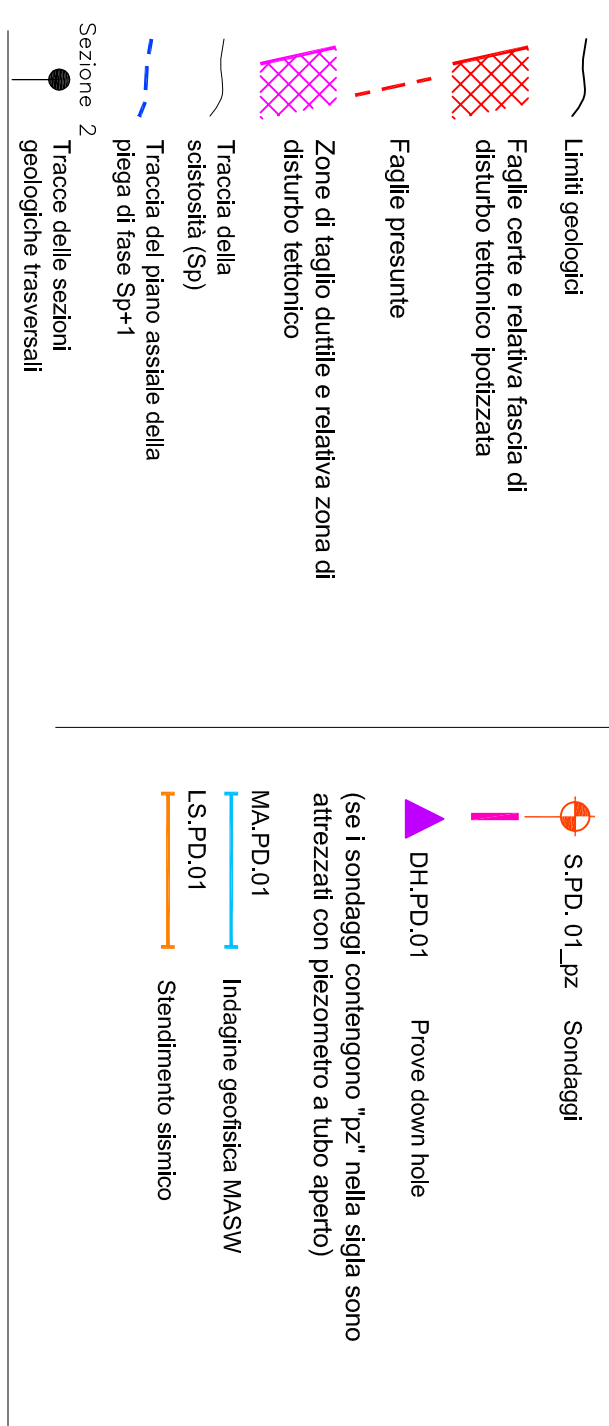 Limiti geologici
Faglie certe e relativa fascia di
disturbo tettonico ipotizzata
Faglie presunte
Zone di taglio duttile e relativa zona di
disturbo tettonico
Traccia della
scistosità (Sp)
Traccia del piano assiale della
piega di fase Sp+1
Sezione 2
Tracce delle sezioni
geologiche trasversali
S.PD. 01_pz Sondaggi
DH.PD.01 Prove down hole
(se i sondaggi contengono "pz" nella sigla sono
attrezzati con piezometro a tubo aperto)
MA.PD.01
Indagine geofisica MASW
LS.PD.01
Stendimento sismico